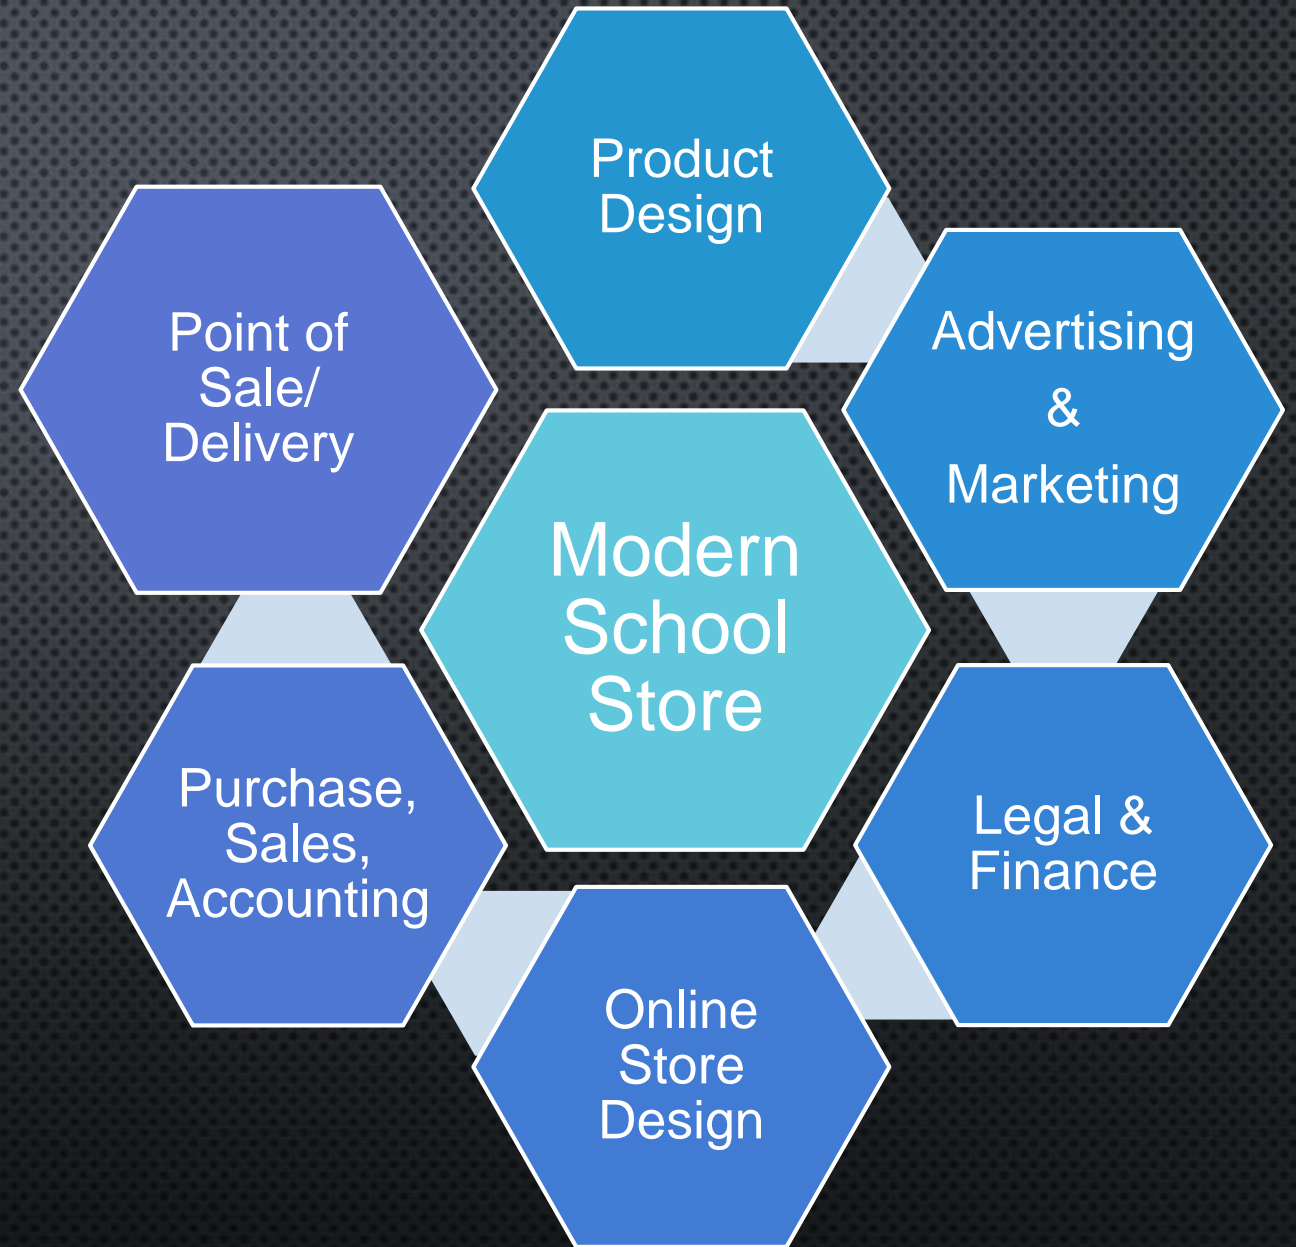 Product
Design
Advertising
&
Marketing
Legal &
Finance
Online
Store
Design
Purchase,
Sales,
Accounting
Point of
Sale/
Delivery
Modern
School
Store